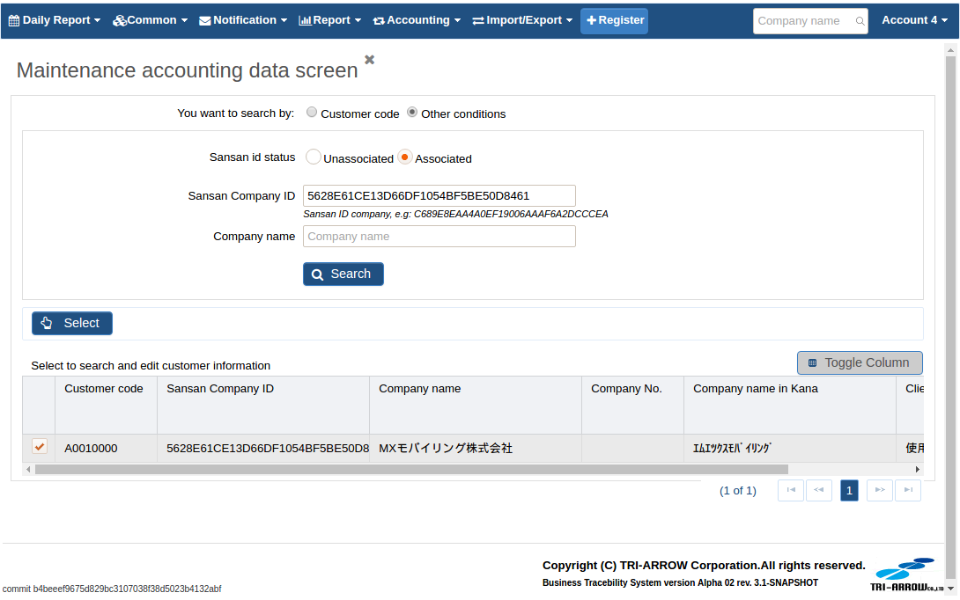 Daily Report Common Notification Report Accounting Import/Export Register Company name Account 4
Maintenance accounting data screen
You want to search by: Customer code Other conditions
Sansan id status Unassociated Associated
Sansan Company ID 5628E61CE13D66DF1054BF5BE50D8461
Sansan ID company, e.g: C689E8EAA4A0EF19006AAAF6A2DCCCEA
Company name Company name
Search
Select
Select to search and edit customer information Toggle Column
Customer code Sansan Company ID Company name Company No. Company name in Kana Clie
A0010000 5628E61CE13D66DF1054BF5BE50D8 MXモバイリング株式会社 ｴﾑｴﾂｸｽﾓﾊﾞｲﾘﾝｸﾞ 使用
(1 of 1) 1
Copyright (C) TRI-ARROW Corporation.All rights reserved.
Business Tracebility System version Alpha 02 rev. 3.1-SNAPSHOT
TRI-ARROW CO.,LTD
commit b4beeef9675d829bc3107038f38d5023b4132abf